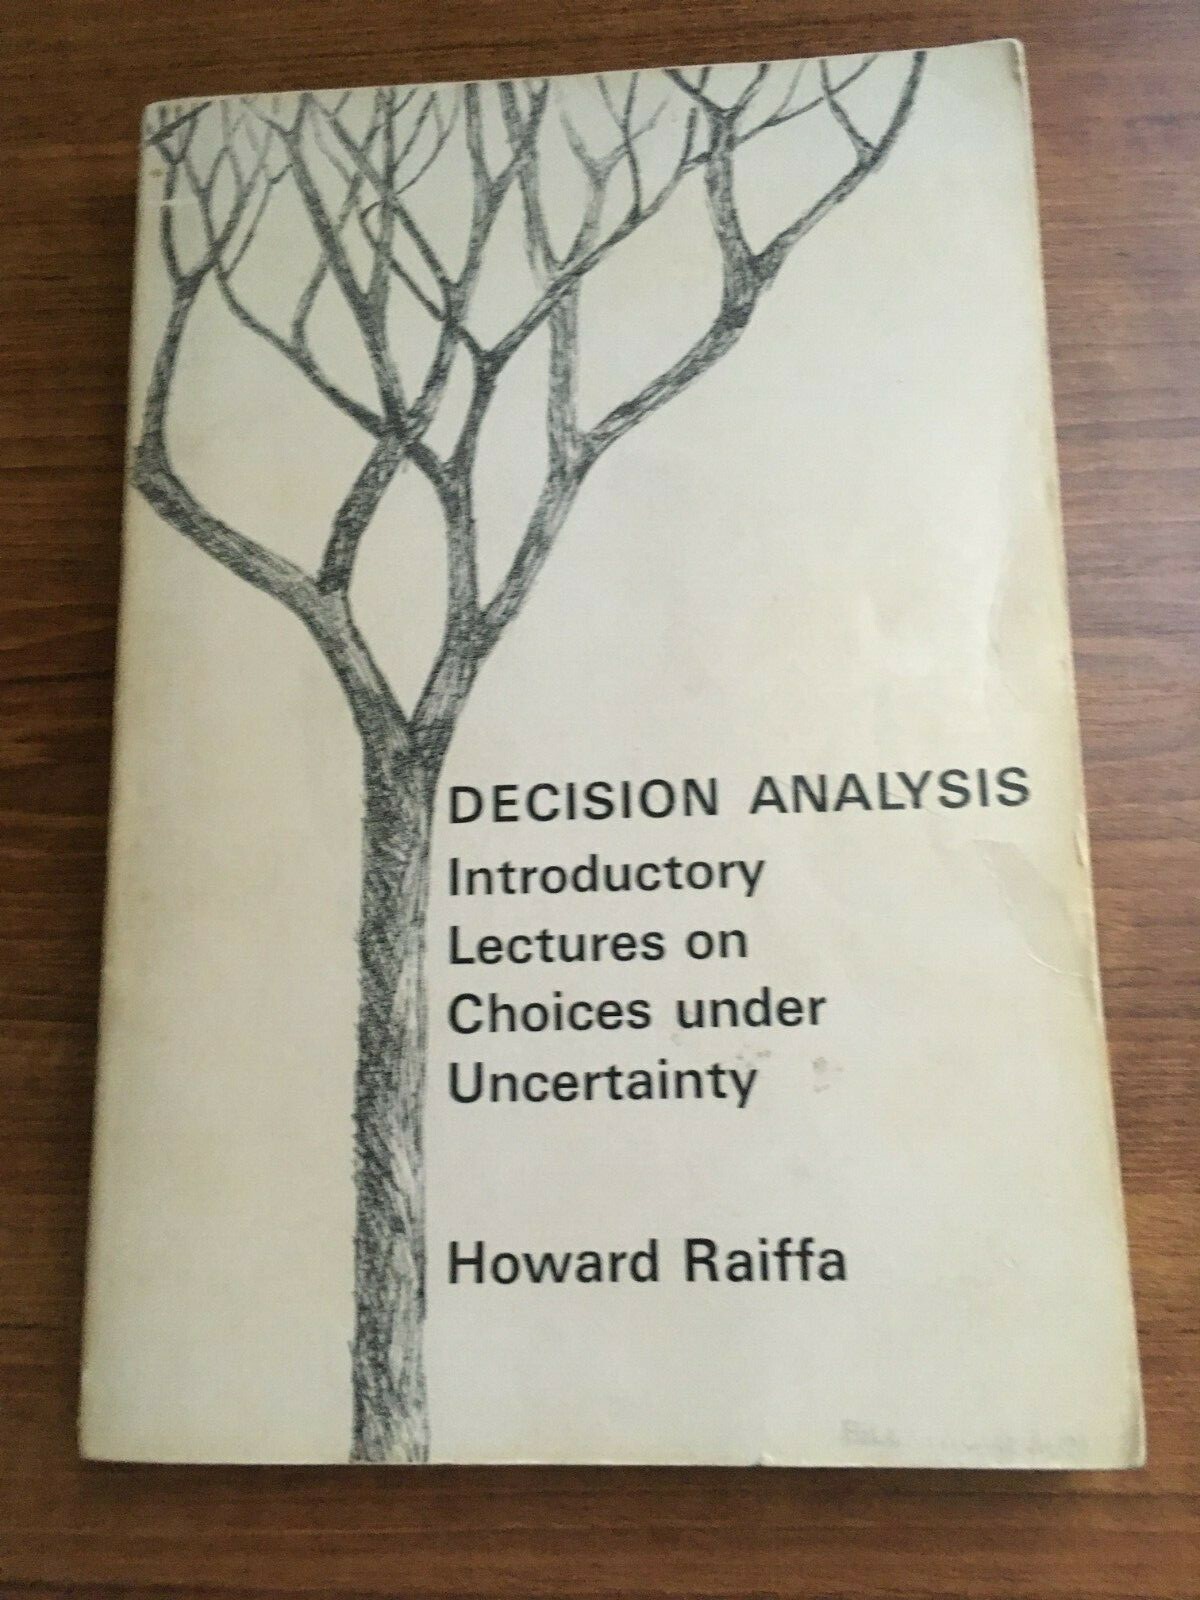 DECISION ANALYSIS
Introductory
Lectures on
Choices under
Uncertainty
Howard Raiffa